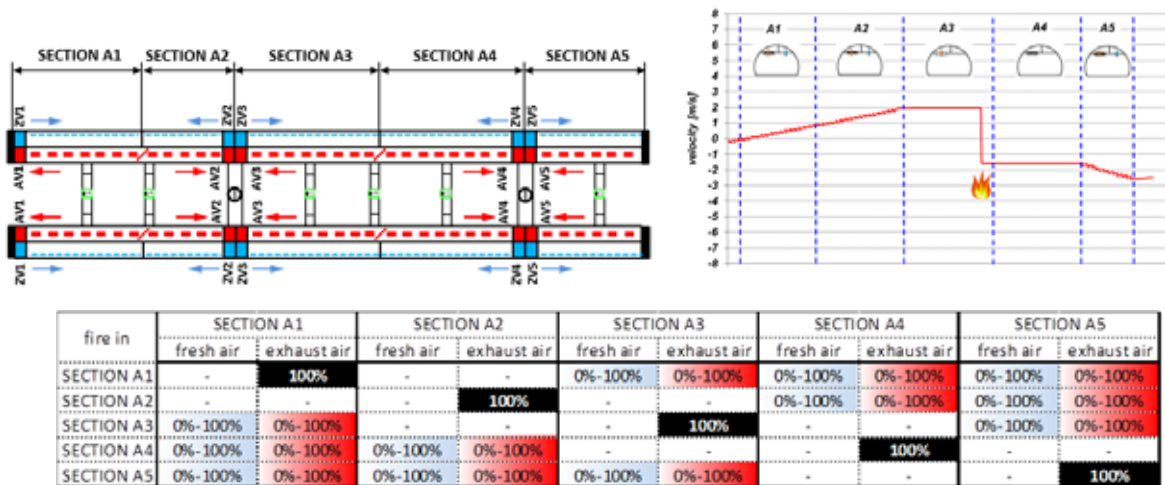 SECTION A1 SECTION A2 SECTION A3 SECTION A4 SECTION A5
ZV1 ZV2 ZV3 ZV4 ZV5
AV1 AV2 AV3 AV4 AV5
AV1 AV2 AV3 AV4 AV5
ZV1 ZV2 ZV3 ZV4 ZV5
velocity [m/s]
8
7
6
5
4
3
2
1
0
-1
-2
-3
-4
-5
-6
-7
-8
A1 A2 A3 A4 A5
fire in SECTION A1 SECTION A2 SECTION A3 SECTION A4 SECTION A5
fresh air exhaust air fresh air exhaust air fresh air exhaust air fresh air exhaust air fresh air exhaust air
SECTION A1 - 100% - - 0%-100% 0%-100% 0%-100% 0%-100% 0%-100% 0%-100%
SECTION A2 - - - 100% - - 0%-100% 0%-100% 0%-100% 0%-100%
SECTION A3 0%-100% 0%-100% - - - 100% - - 0%-100% 0%-100%
SECTION A4 0%-100% 0%-100% 0%-100% 0%-100% - - - 100% - -
SECTION A5 0%-100% 0%-100% 0%-100% 0%-100% 0%-100% 0%-100% - - - 100%